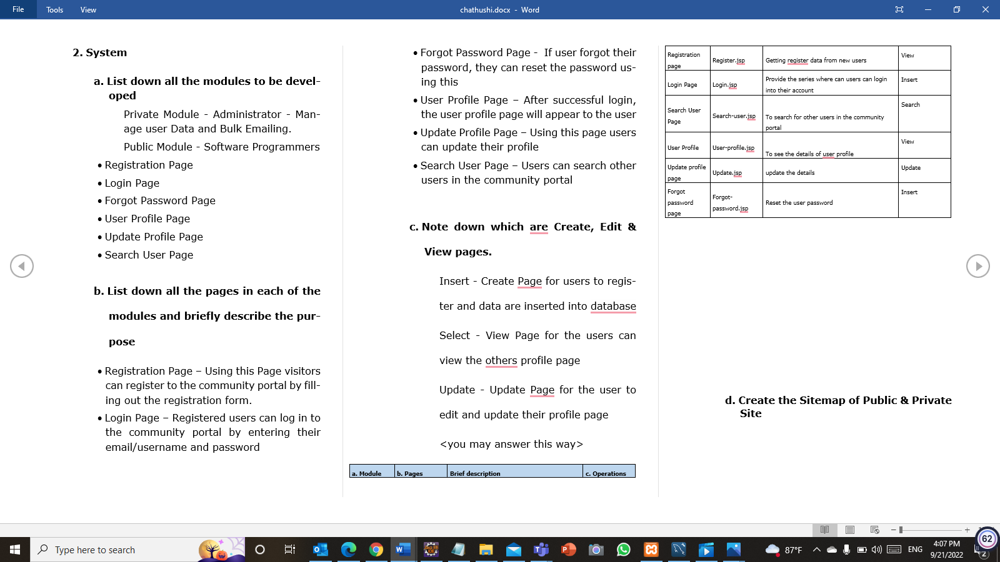 File Tools View chathushi.docx - Word
2. System
a. List down all the modules to be devel-
oped
Private Module - Administrator - Man-
age user Data and Bulk Emailing.
Public Module - Software Programmers
• Registration Page
• Login Page
• Forgot Password Page
• User Profile Page
• Update Profile Page
• Search User Page
b. List down all the pages in each of the
modules and briefly describe the pur-
pose
• Registration Page – Using this Page visitors
can register to the community portal by fill-
ing out the registration form.
• Login Page – Registered users can log in to
the community portal by entering their
email/username and password
• Forgot Password Page - If user forgot their
password, they can reset the password us-
ing this
• User Profile Page – After successful login,
the user profile page will appear to the user
• Update Profile Page – Using this page users
can update their profile
• Search User Page – Users can search other
users in the community portal
c. Note down which are Create, Edit &
View pages.
Insert - Create Page for users to regis-
ter and data are inserted into database
Select - View Page for the users can
view the others profile page
Update - Update Page for the user to
edit and update their profile page
<you may answer this way>
a. Module b. Pages Brief description c. Operations
Registration
page
Register.jsp
Getting register data from new users
View
Login Page
Login.jsp
Provide the series where can users can login
into their account
Insert
Search User
Page
Search-user.jsp
To search for other users in the community
portal
Search
User Profile
User-profile.jsp
To see the details of user profile
View
Update profile
page
Update.jsp
update the details
Update
Forgot
password
page
Forgot-
password.jsp
Reset the user password
Insert
d. Create the Sitemap of Public & Private
Site
Type here to search
87°F
ENG
4:07 PM
9/21/2022
62
2